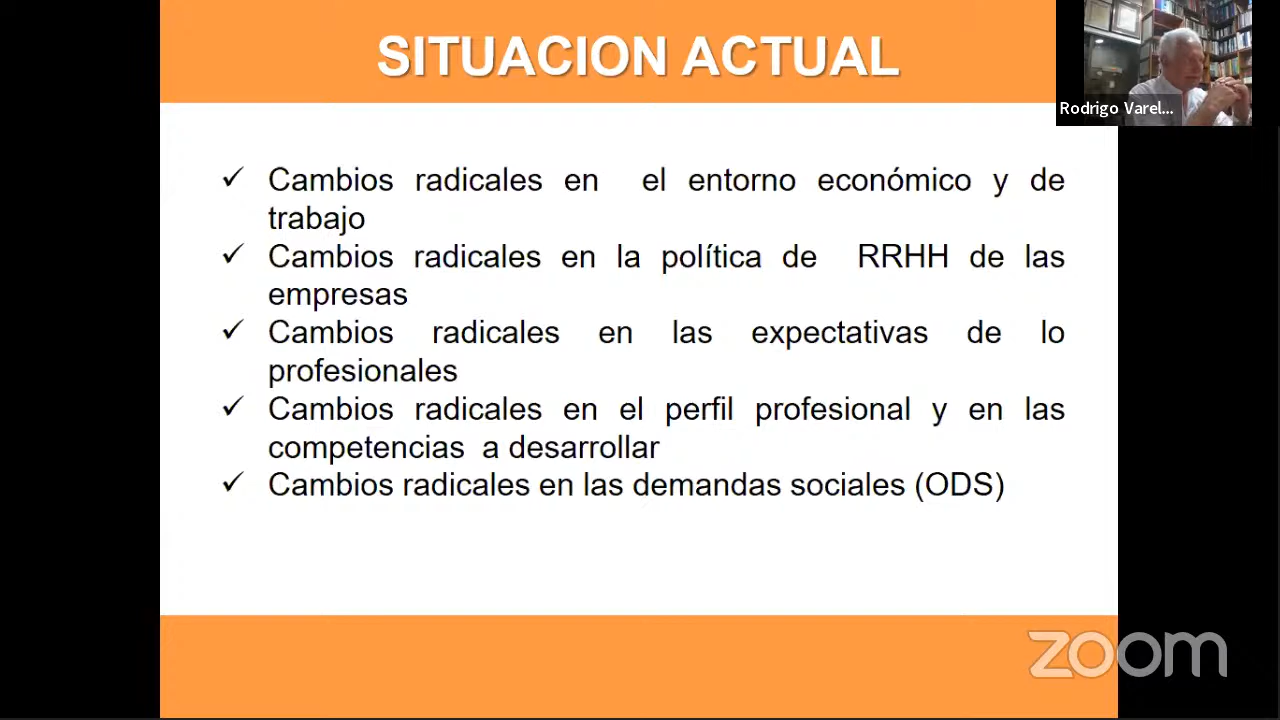 SITUACION ACTUAL
Rodrigo Varel...
✓ Cambios radicales en el entorno económico y de
trabajo
✓ Cambios radicales en la política de RRHH de las
empresas
✓ Cambios radicales en las expectativas de lo
profesionales
✓ Cambios radicales en el perfil profesional y en las
competencias a desarrollar
✓ Cambios radicales en las demandas sociales (ODS)
zoom